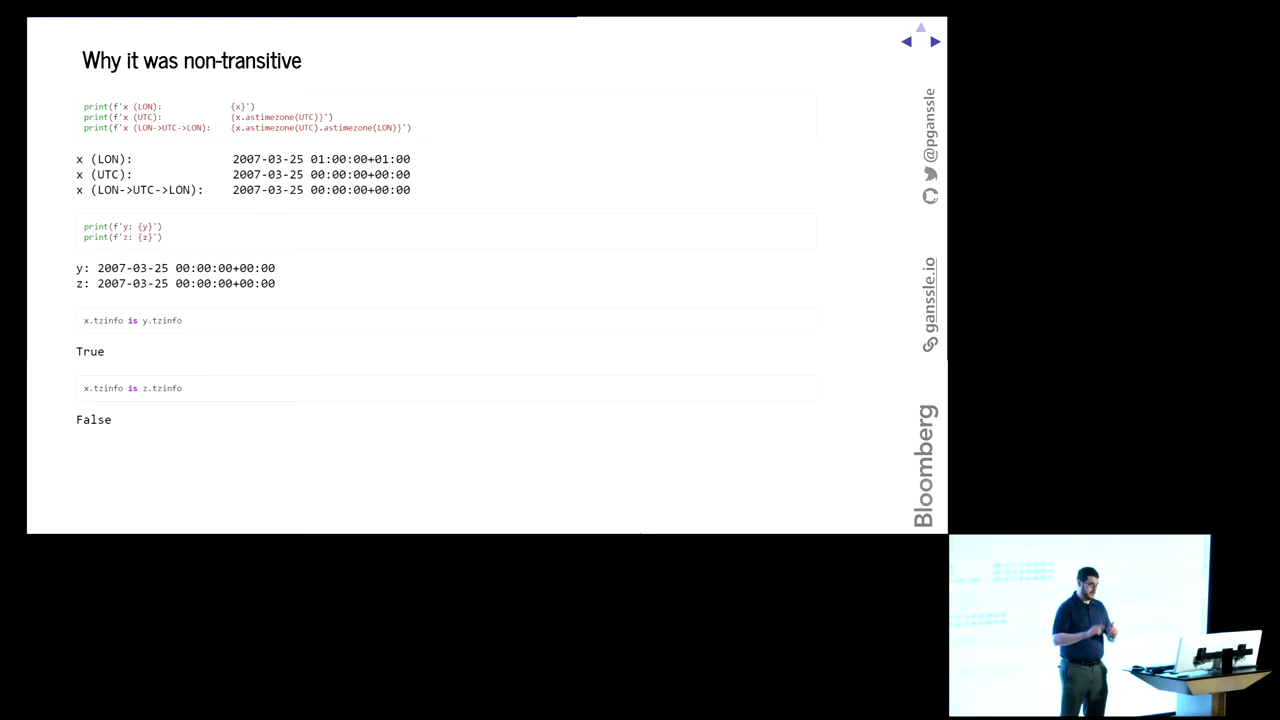 Why it was non-transitive
print(f'x (LON): {x}')
print(f'x (UTC): {x.astimezone(UTC)}')
print(f'x (LON->UTC->LON): {x.astimezone(UTC).astimezone(LON)}')
x (LON): 2007-03-25 01:00:00+01:00
x (UTC): 2007-03-25 00:00:00+00:00
x (LON->UTC->LON): 2007-03-25 00:00:00+00:00
print(f'y: {y}')
print(f'z: {z}')
y: 2007-03-25 00:00:00+00:00
z: 2007-03-25 00:00:00+00:00
x.tzinfo is y.tzinfo
True
x.tzinfo is z.tzinfo
False
@pganssle
ganssle.io
Bloomberg